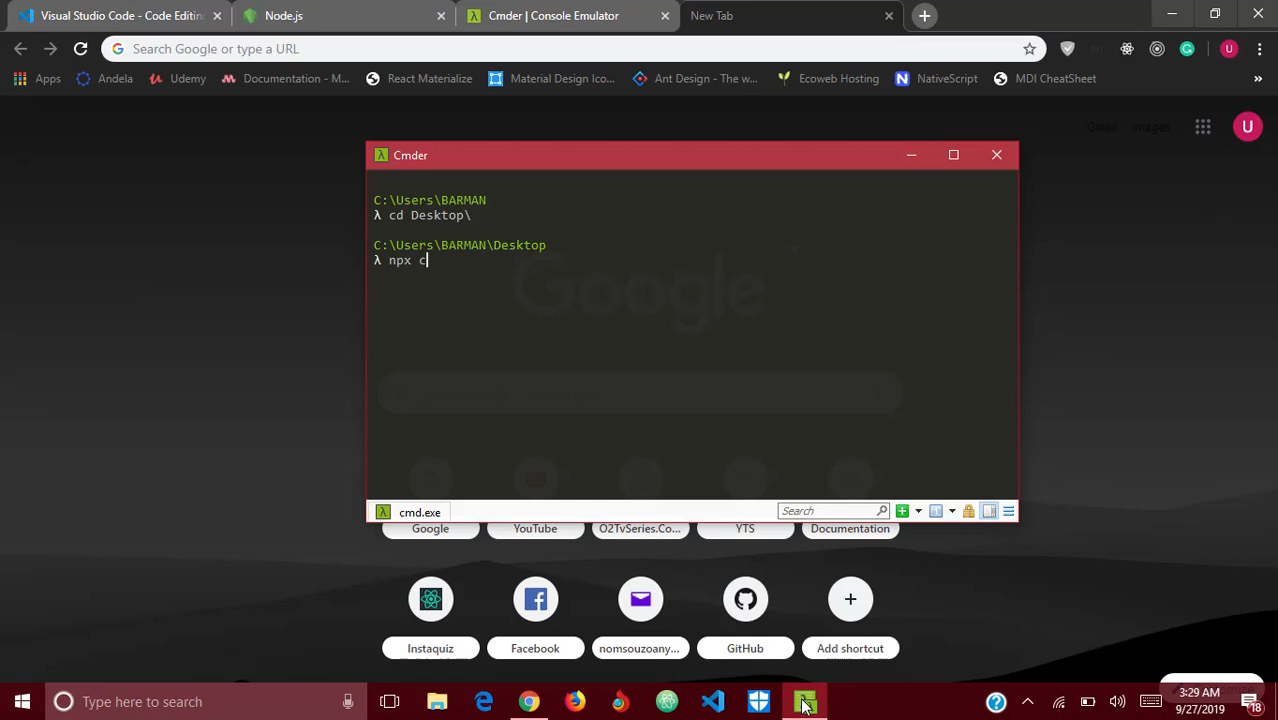 Visual Studio Code - Code Editin
Node.js
Cmder | Console Emulator
New Tab
Search Google or type a URL
Apps
Andela
Udemy
Documentation - M...
React Materialize
Material Design Ico...
Ant Design - The w...
Ecoweb Hosting
NativeScript
MDI CheatSheet
»
Gmail
Images
U
U
λ Cmder
C:\Users\BARMAN
λ cd Desktop\
C:\Users\BARMAN\Desktop
λ npx c
Google
cmd.exe
Search
Google
YouTube
O2TvSeries.Co...
YTS
Documentation
Instaquiz
Facebook
nomsouzoany...
GitHub
Add shortcut
Type here to search
3:29 AM
9/27/2019
18